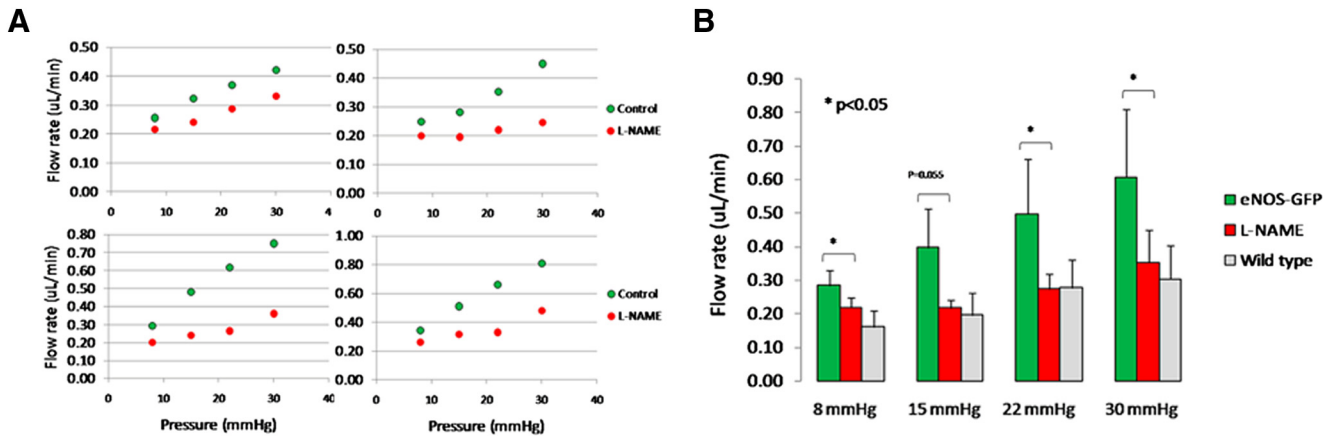 A
Flow rate (uL/min)
0.50
0.40
0.30
0.20
0.10
0.00
0 10 20 30 4
0.50
0.40
0.30
0.20
0.10
0.00
0 10 20 30 40
Control
L-NAME
Flow rate (uL/min)
0.80
0.70
0.60
0.50
0.40
0.30
0.20
0.10
0.00
0 10 20 30 40
Pressure (mmHg)
1.00
0.80
0.60
0.40
0.20
0.00
0 10 20 30 40
Pressure (mmHg)
Control
L-NAME
B
Flow rate (uL/min)
0.90
0.80
0.70
0.60
0.50
0.40
0.30
0.20
0.10
0.00
* p<0.05
*
P=0.055
*
*
8 mmHg
15 mmHg
22 mmHg
30 mmHg
eNOS-GFP
L-NAME
Wild type